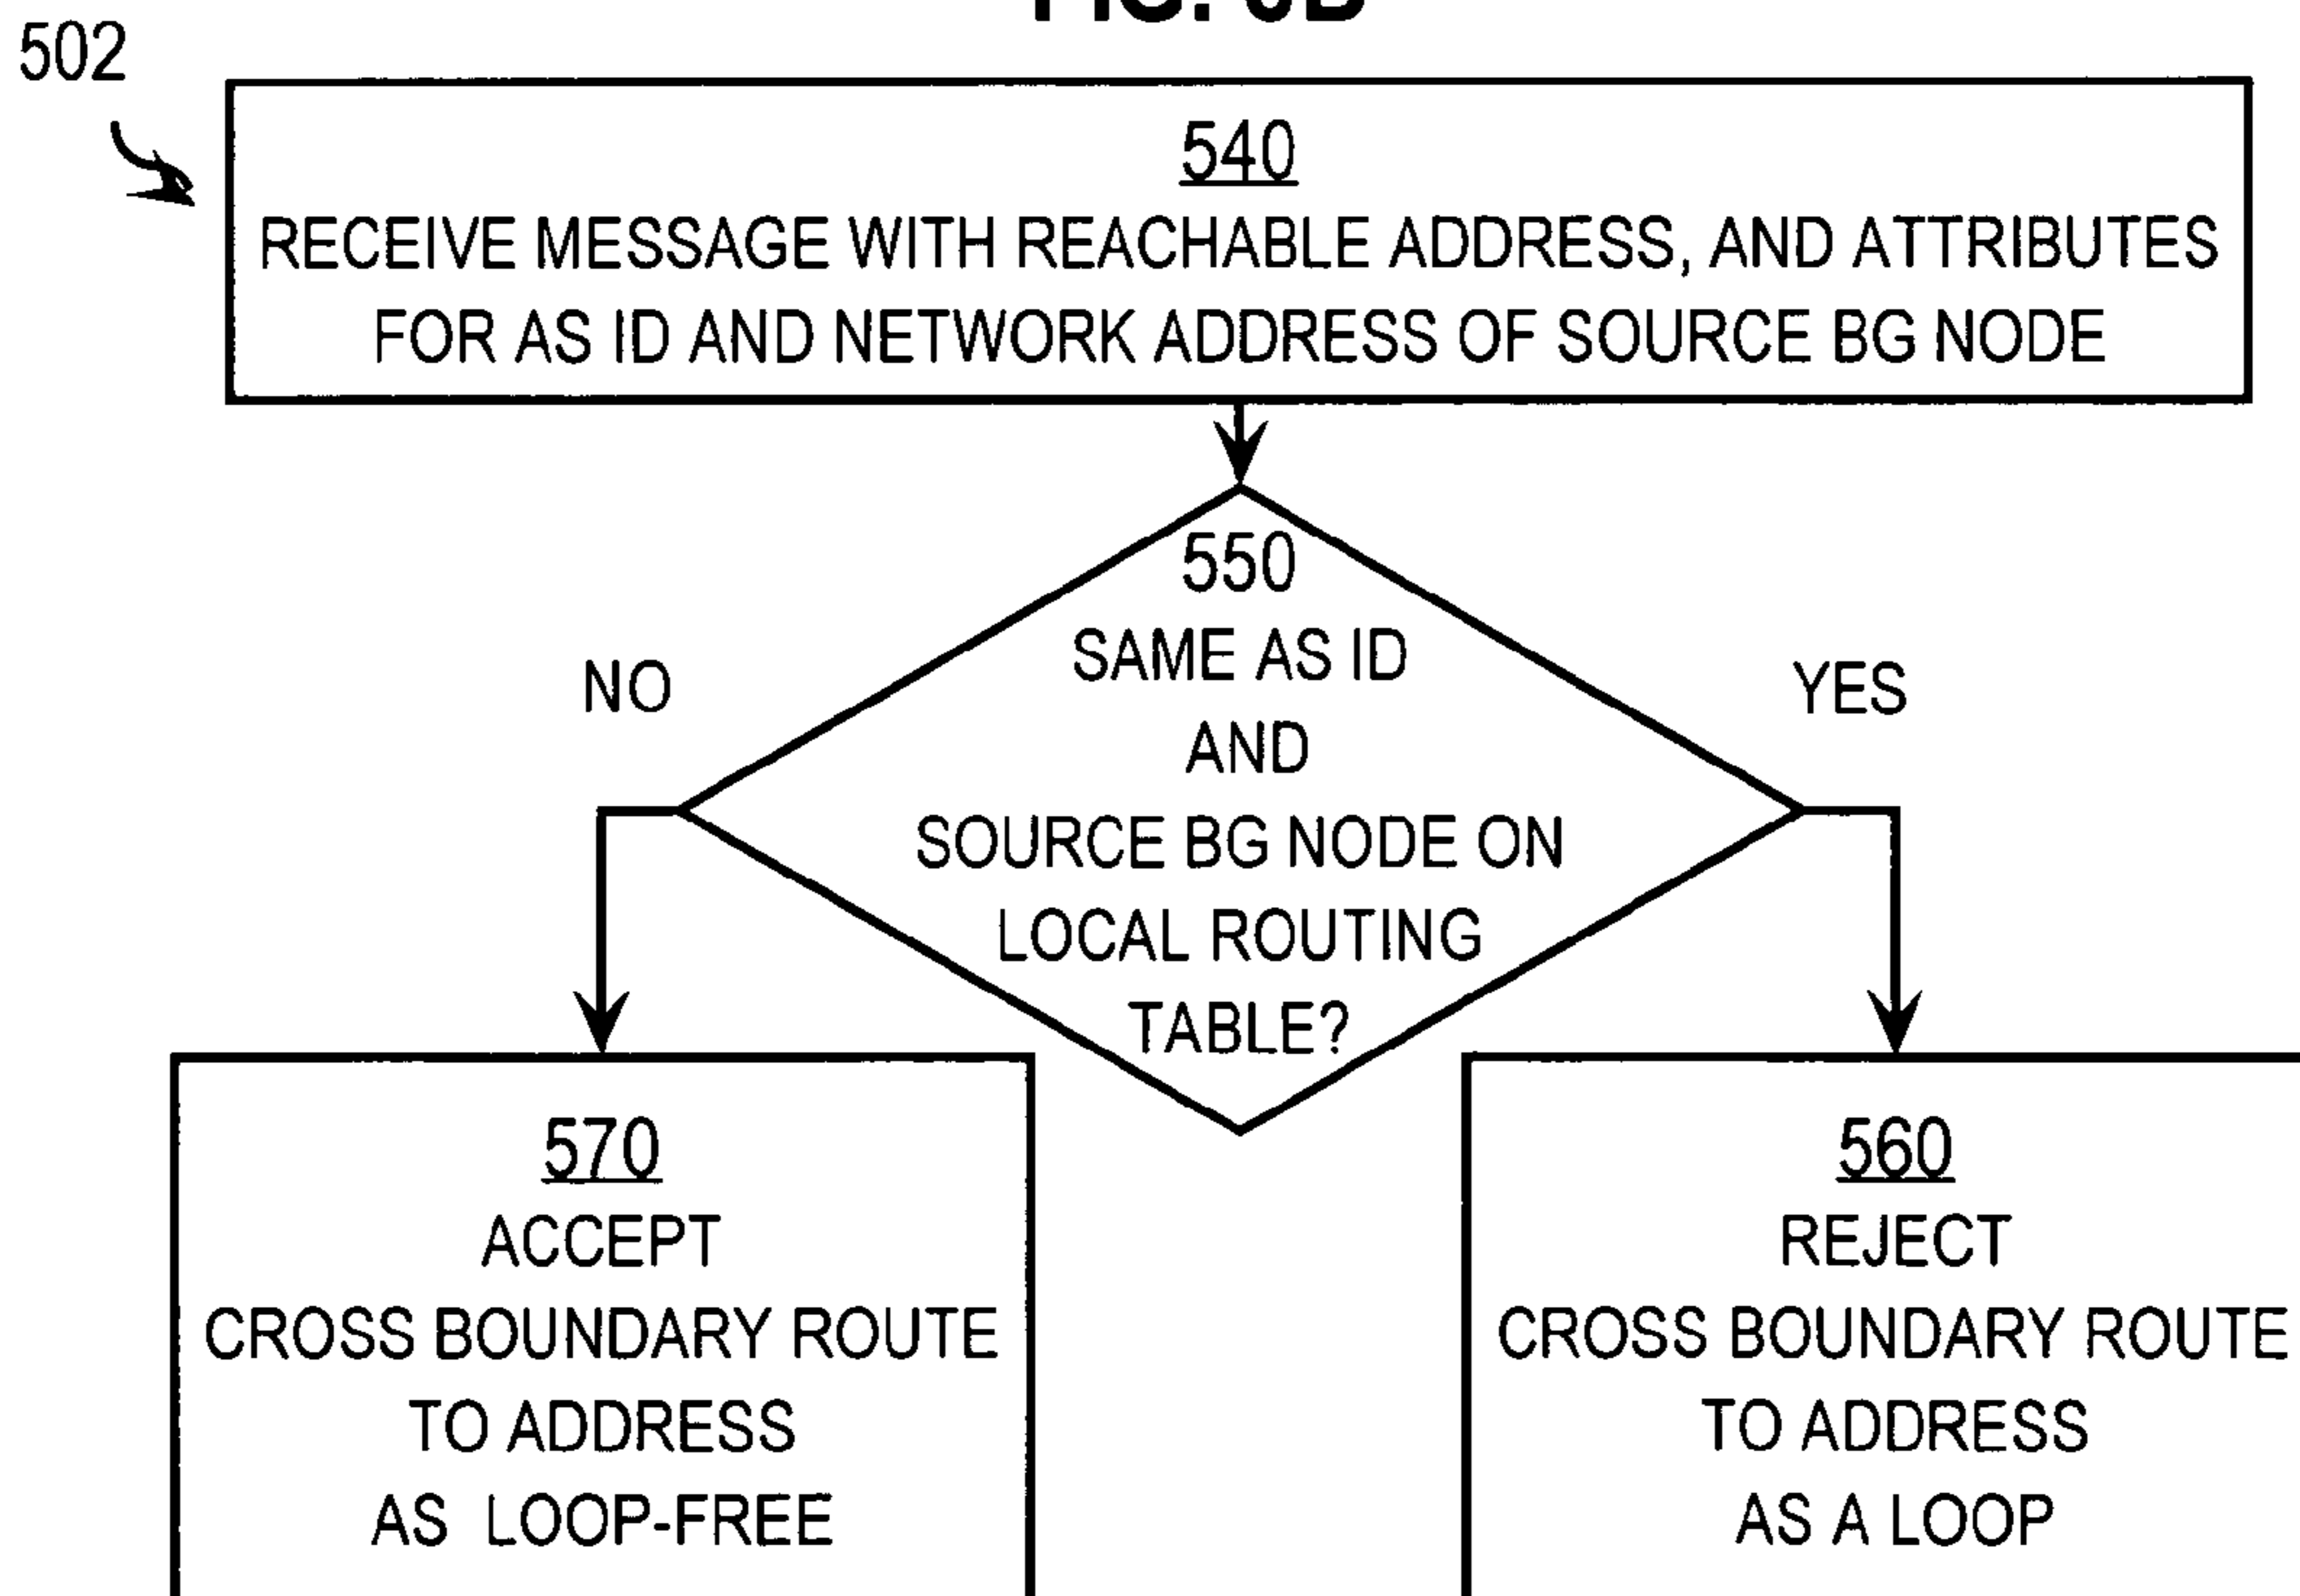 502
540
RECEIVE MESSAGE WITH REACHABLE ADDRESS, AND ATTRIBUTES
FOR AS ID AND NETWORK ADDRESS OF SOURCE BG NODE
550
SAME AS ID
AND
SOURCE BG NODE ON
LOCAL ROUTING
TABLE?
NO
YES
570
ACCEPT
CROSS BOUNDARY ROUTE
TO ADDRESS
AS LOOP-FREE
560
REJECT
CROSS BOUNDARY ROUTE
TO ADDRESS
AS A LOOP